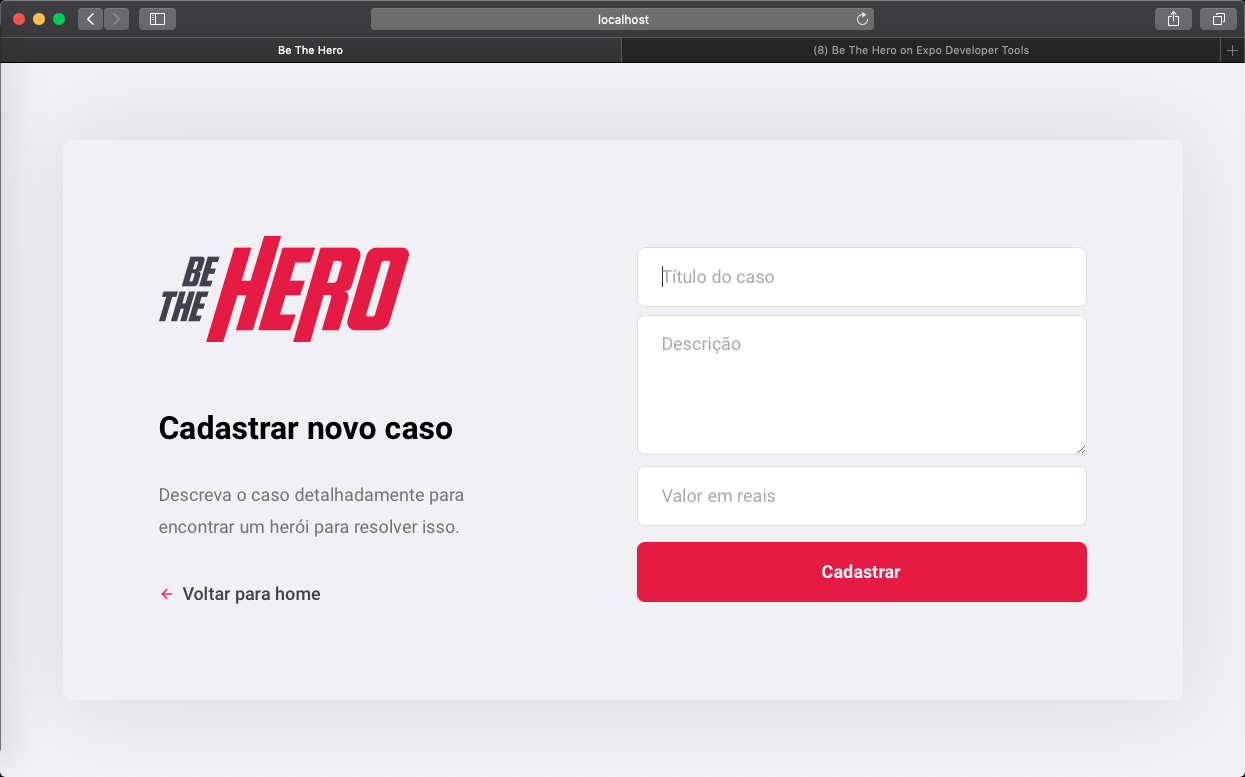 localhost
Be The Hero
(8) Be The Hero on Expo Developer Tools
BE
THE
HERO
Cadastrar novo caso
Descreva o caso detalhadamente para
encontrar um herói para resolver isso.
Voltar para home
Título do caso
Descrição
Valor em reais
Cadastrar